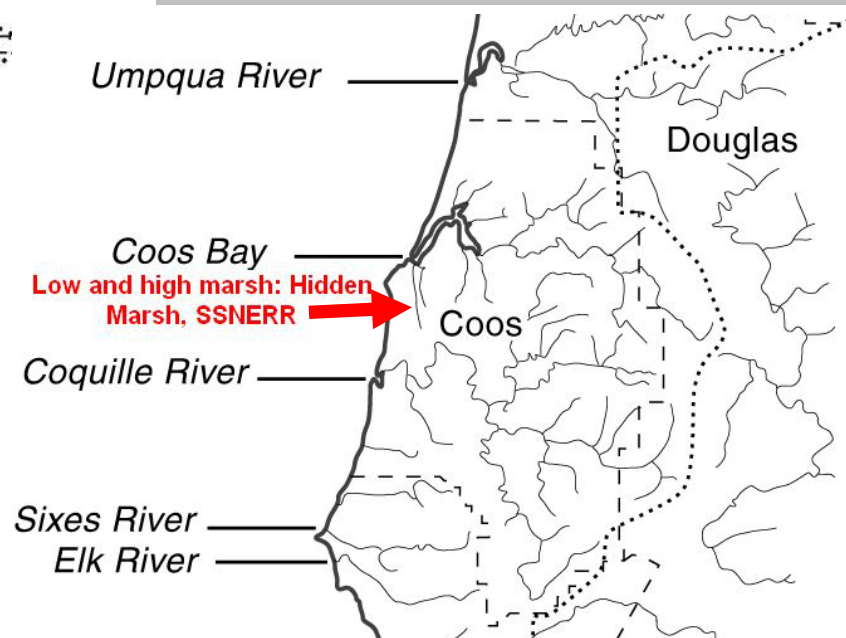 Umpqua River
Douglas
Coos Bay
Low and high marsh: Hidden
Marsh, SSNERR
Coos
Coquille River
Sixes River
Elk River